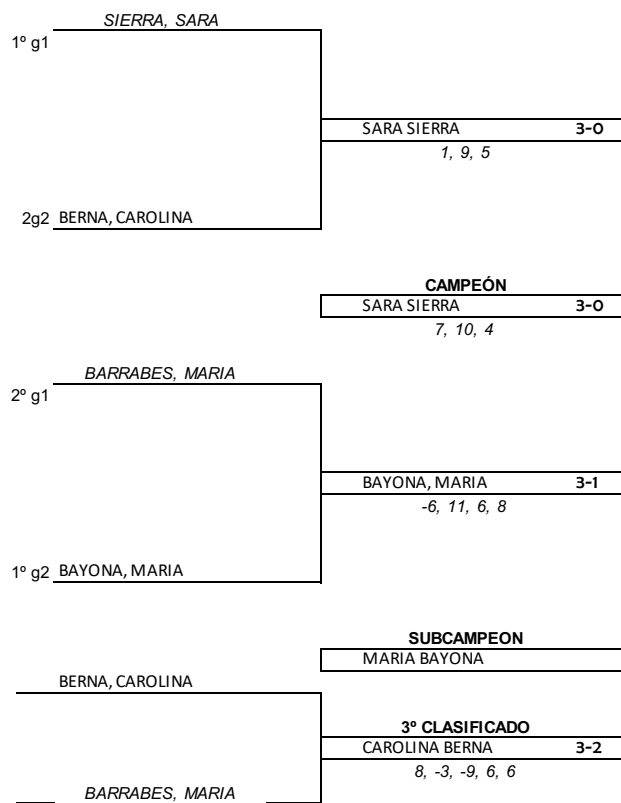 SIERRA, SARA
1º g1
SARA SIERRA 3-0
1, 9, 5
2g2 BERNA, CAROLINA
CAMPEÓN
SARA SIERRA 3-0
7, 10, 4
BARRABES, MARIA
2º g1
BAYONA, MARIA 3-1
-6, 11, 6, 8
1º g2 BAYONA, MARIA
SUBCAMPEON
MARIA BAYONA
BERNA, CAROLINA
3º CLASIFICADO
CAROLINA BERNA 3-2
8, -3, -9, 6, 6
BARRABES, MARIA